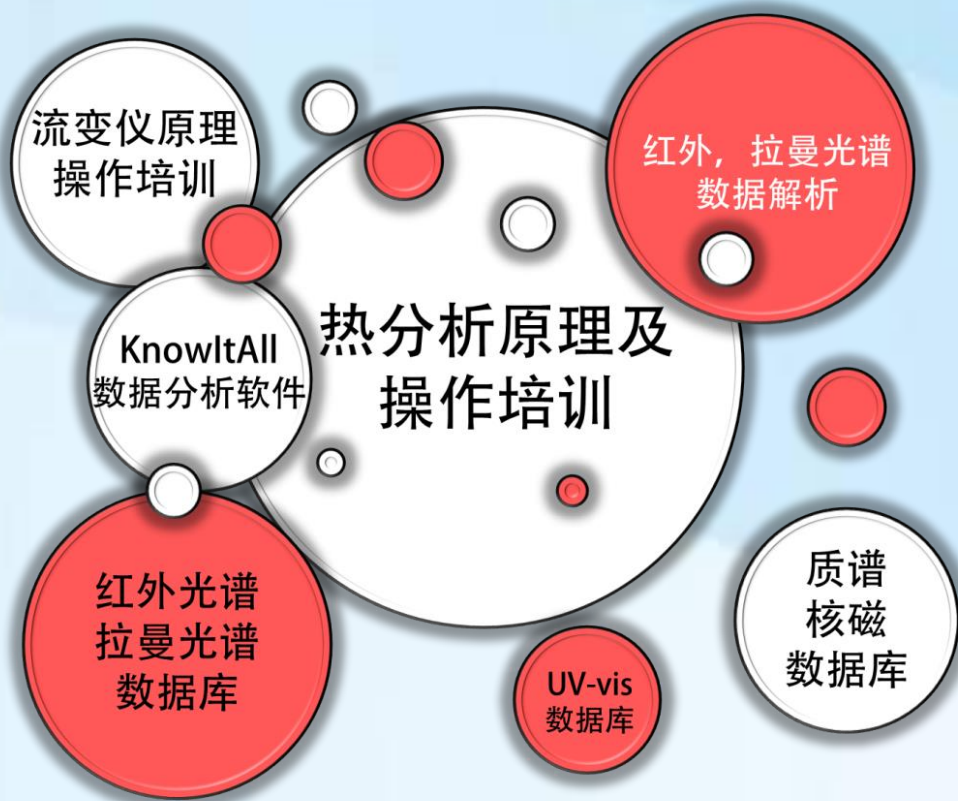 流变仪原理
操作培训
红外，拉曼光谱
数据解析
KnowItAll
数据分析软件
热分析原理及
操作培训
红外光谱
拉曼光谱
数据库
UV-vis
数据库
质谱
核磁
数据库